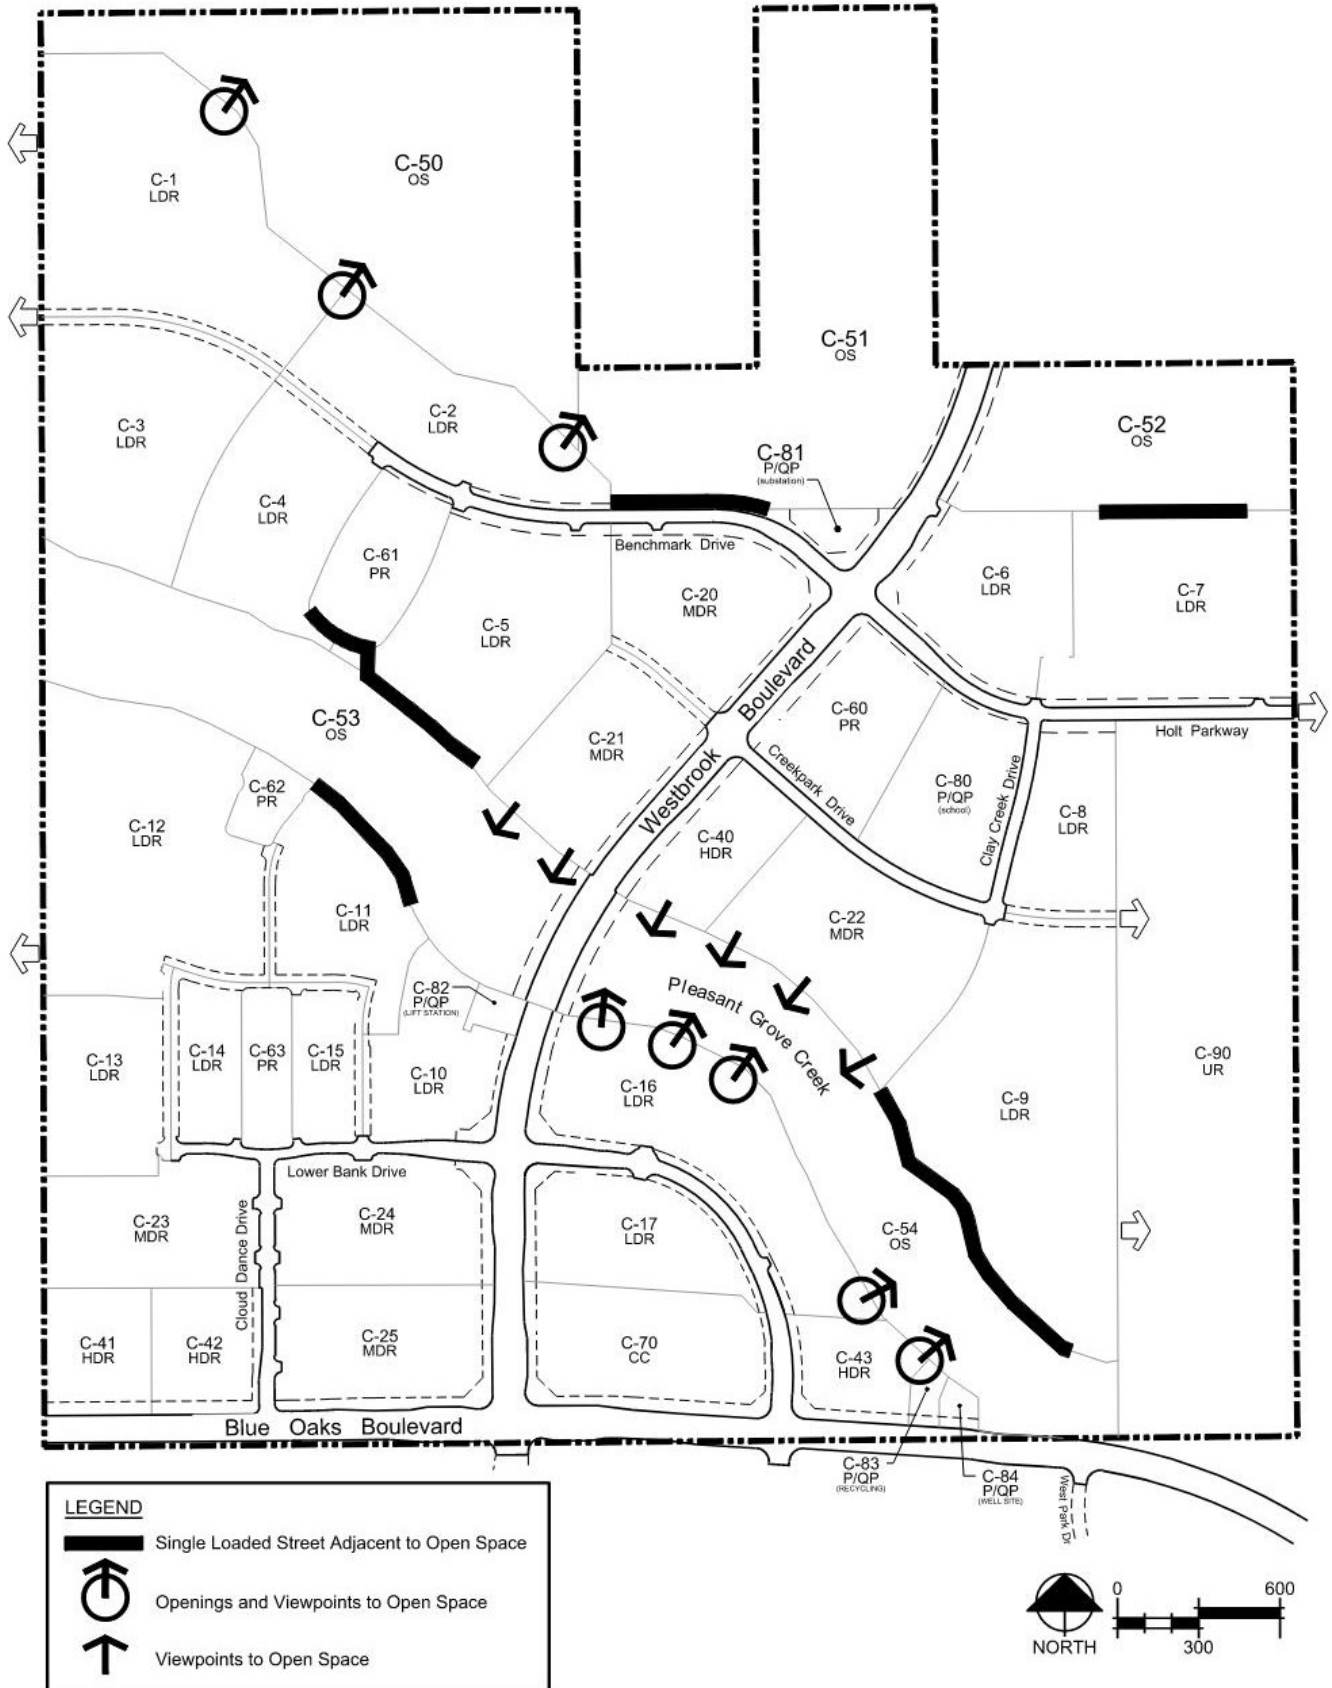 C-50
OS
C-1
LDR
C-51
OS
C-3
LDR
C-2
LDR
C-52
OS
C-81
P/QP
(substation)
C-4
LDR
C-61
PR
Benchmark Drive
C-20
MDR
C-6
LDR
C-7
LDR
C-5
LDR
C-53
OS
C-21
MDR
Westbrook Boulevard
C-60
PR
Holt Parkway
C-62
PR
Creekpark Drive
C-80
P/QP
(school)
Clay Creek Drive
C-8
LDR
C-12
LDR
C-40
HDR
C-11
LDR
C-22
MDR
C-82
P/QP
(LIFT STATION)
Pleasant Grove Creek
C-13
LDR
C-14
LDR
C-63
PR
C-15
LDR
C-10
LDR
C-16
LDR
C-9
LDR
C-90
UR
Lower Bank Drive
C-23
MDR
Cloud Dance Drive
C-24
MDR
C-17
LDR
C-54
OS
C-41
HDR
C-42
HDR
C-25
MDR
C-70
CC
C-43
HDR
Blue Oaks Boulevard
C-83
P/QP
(RECYCLING)
C-84
P/QP
(WELL SITE)
West Park Dr
LEGEND
Single Loaded Street Adjacent to Open Space
Openings and Viewpoints to Open Space
Viewpoints to Open Space
NORTH
0
600
300